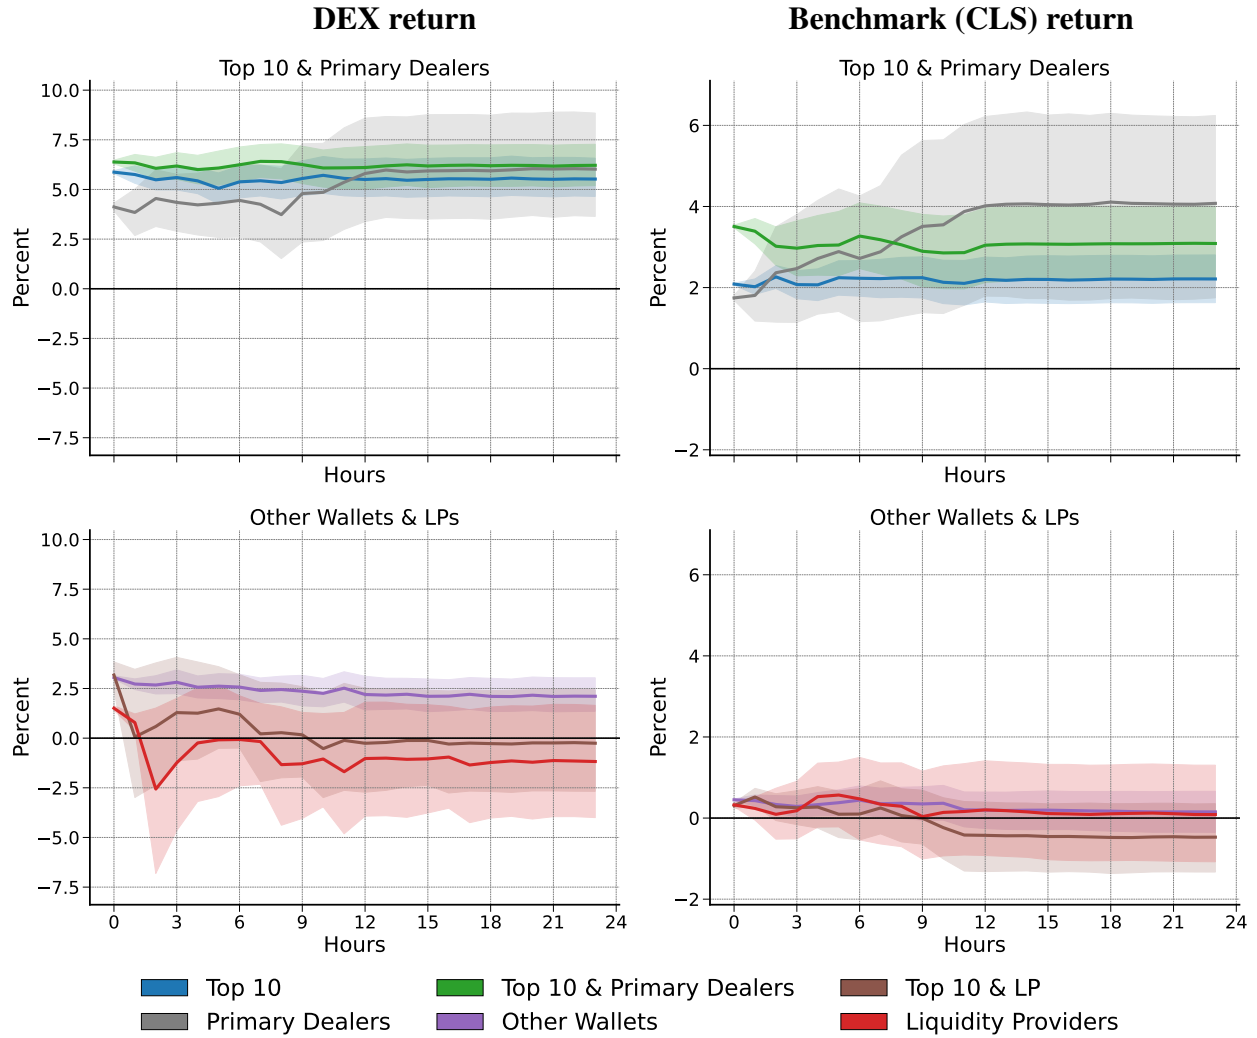 DEX return
Benchmark (CLS) return
Top 10 & Primary Dealers
Top 10 & Primary Dealers
10.0
7.5
5.0
2.5
0.0
−2.5
−5.0
−7.5
Percent
Hours
6
4
2
0
−2
Percent
Hours
Other Wallets & LPs
Other Wallets & LPs
10.0
7.5
5.0
2.5
0.0
−2.5
−5.0
−7.5
Percent
0 3 6 9 12 15 18 21 24
Hours
6
4
2
0
−2
Percent
0 3 6 9 12 15 18 21 24
Hours
Top 10
Top 10 & Primary Dealers
Top 10 & LP
Primary Dealers
Other Wallets
Liquidity Providers